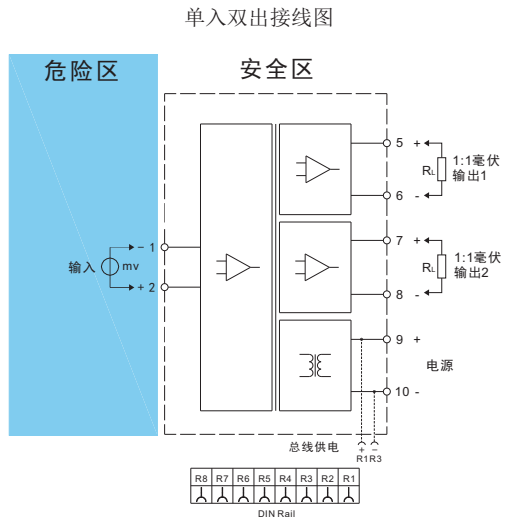 单入双出接线图
危险区
安全区
5 +
RL
1:1毫伏
输出1
6 -
7 +
RL
1:1毫伏
输出2
8 -
- 1
输入
mv
+ 2
9 +
电源
10 -
总线供电
+ -
R1R3
R8 R7 R6 R5 R4 R3 R2 R1
DIN Rail